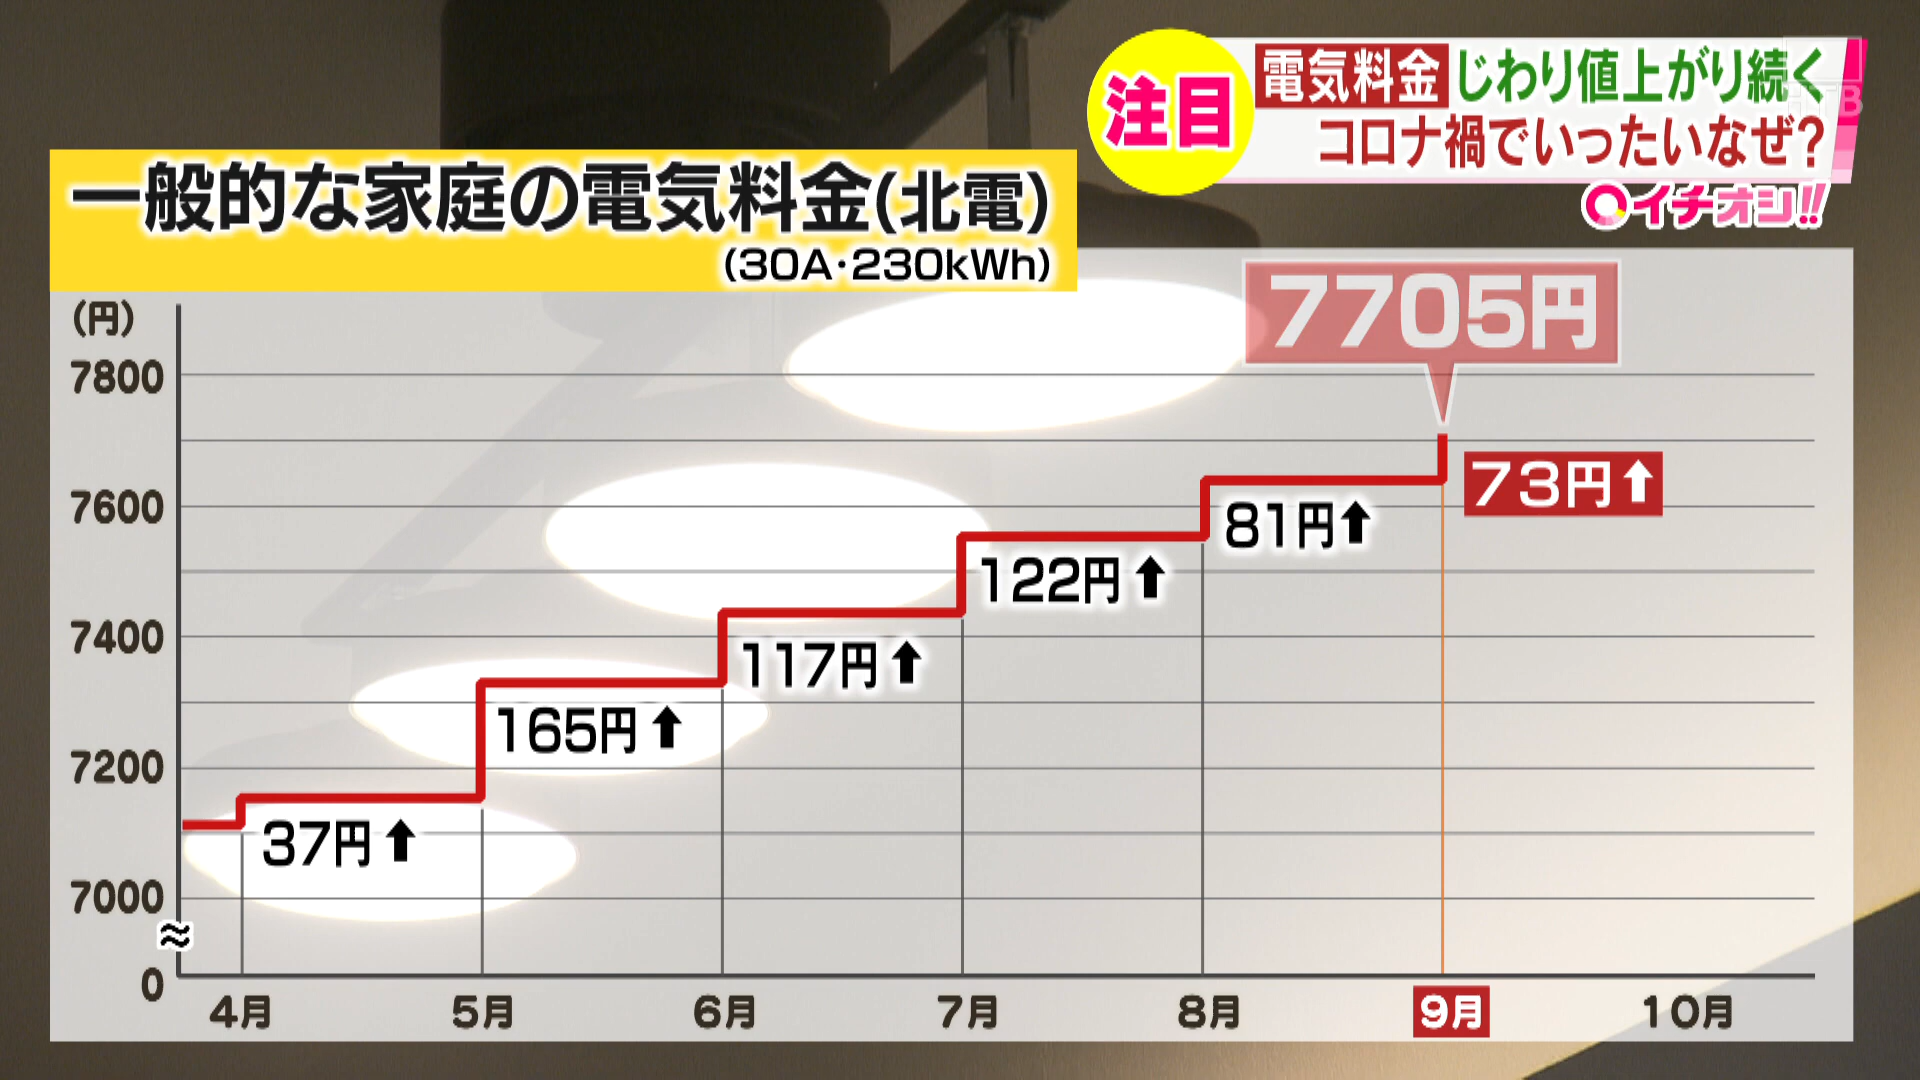 注目
電気料金 じわり値上がり続く
コロナ禍でいったいなぜ?
HTB
イチオシ!!
一般的な家庭の電気料金(北電)
(30A・230kWh)
(円)
7800
7600
7400
7200
7000
≈
0
7705円
73円⬆
81円⬆
122円⬆
117円⬆
165円⬆
37円⬆
4月 5月 6月 7月 8月 9月 10月